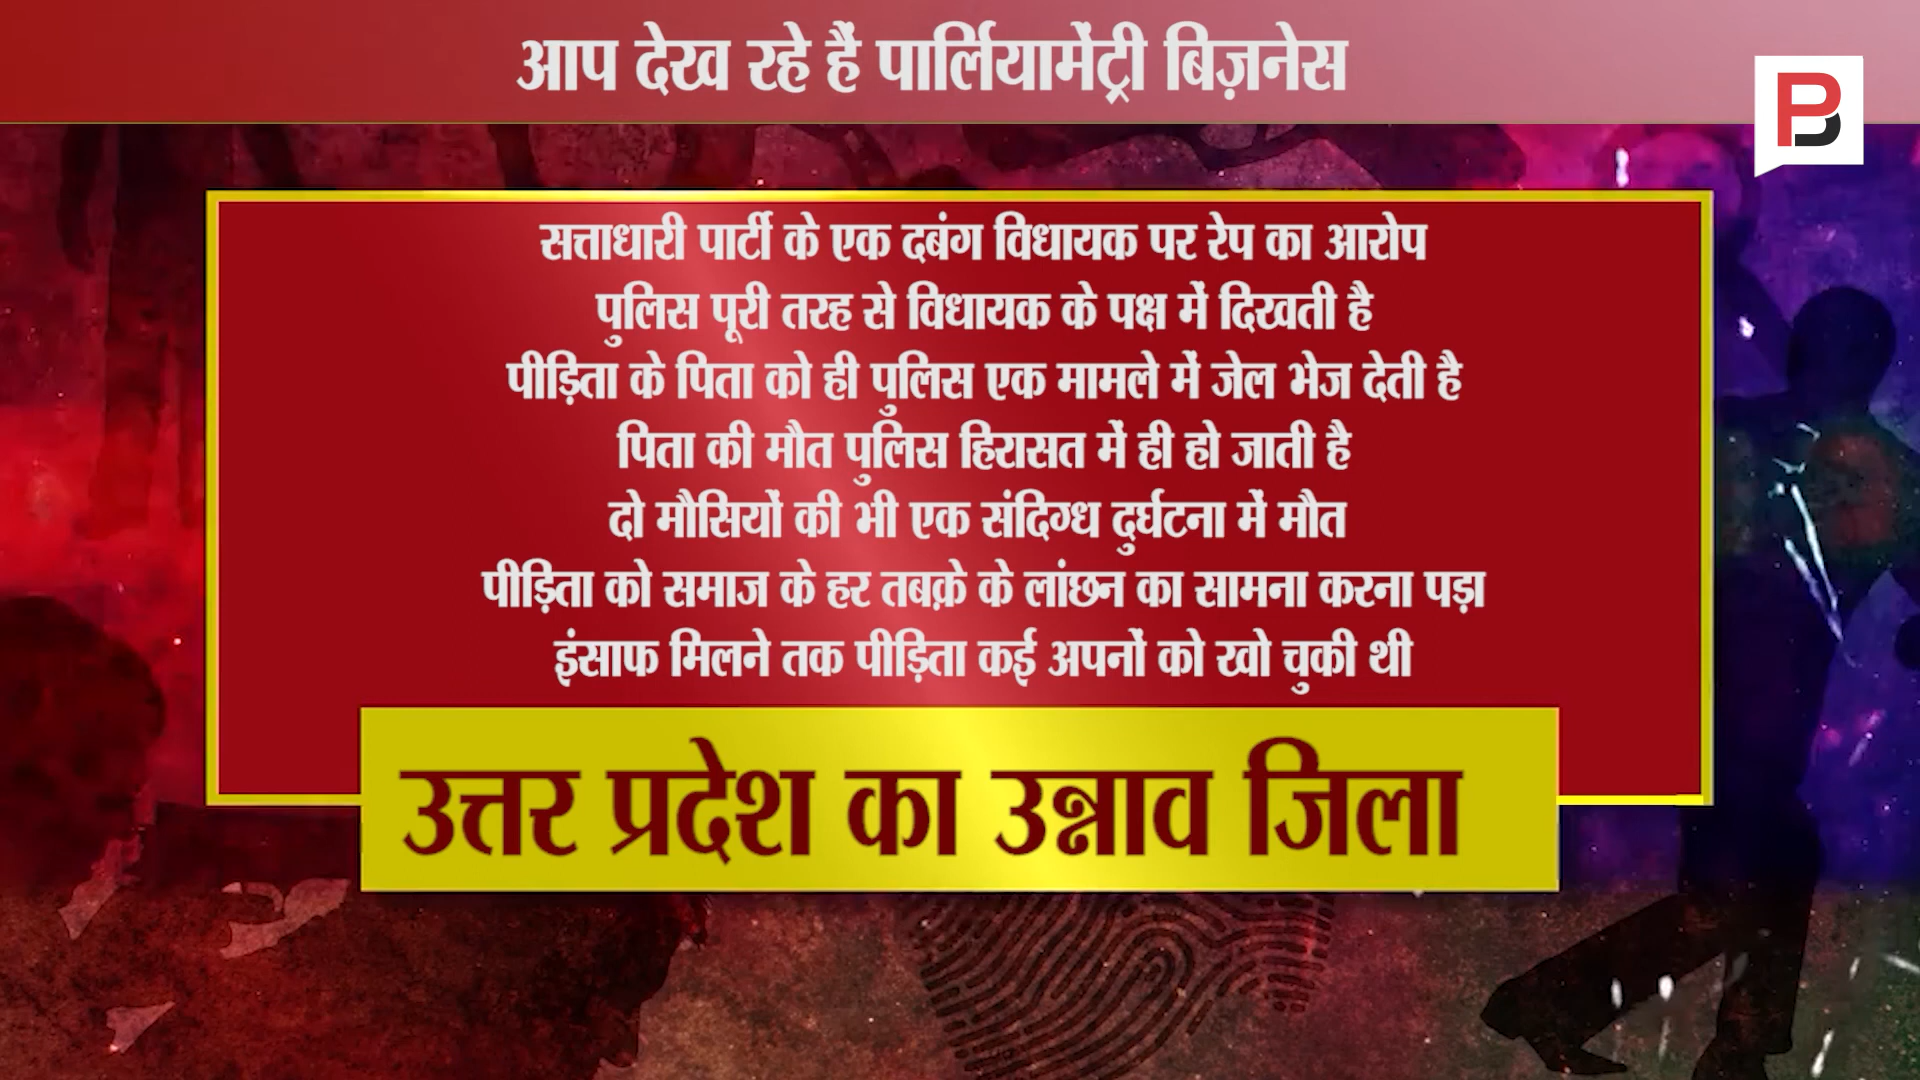 आप देख रहे हैं पार्लियामेंट्री बिज़नेस
PB
सत्ताधारी पार्टी के एक दबंग विधायक पर रेप का आरोप
पुलिस पूरी तरह से विधायक के पक्ष में दिखती है
पीड़िता के पिता को ही पुलिस एक मामले में जेल भेज देती है
पिता की मौत पुलिस हिरासत में ही हो जाती है
दो मौसियों की भी एक संदिग्ध दुर्घटना में मौत
पीड़िता को समाज के हर तबक़े के लांछन का सामना करना पड़ा
इंसाफ मिलने तक पीड़िता कई अपनों को खो चुकी थी
उत्तर प्रदेश का उन्नाव जिला